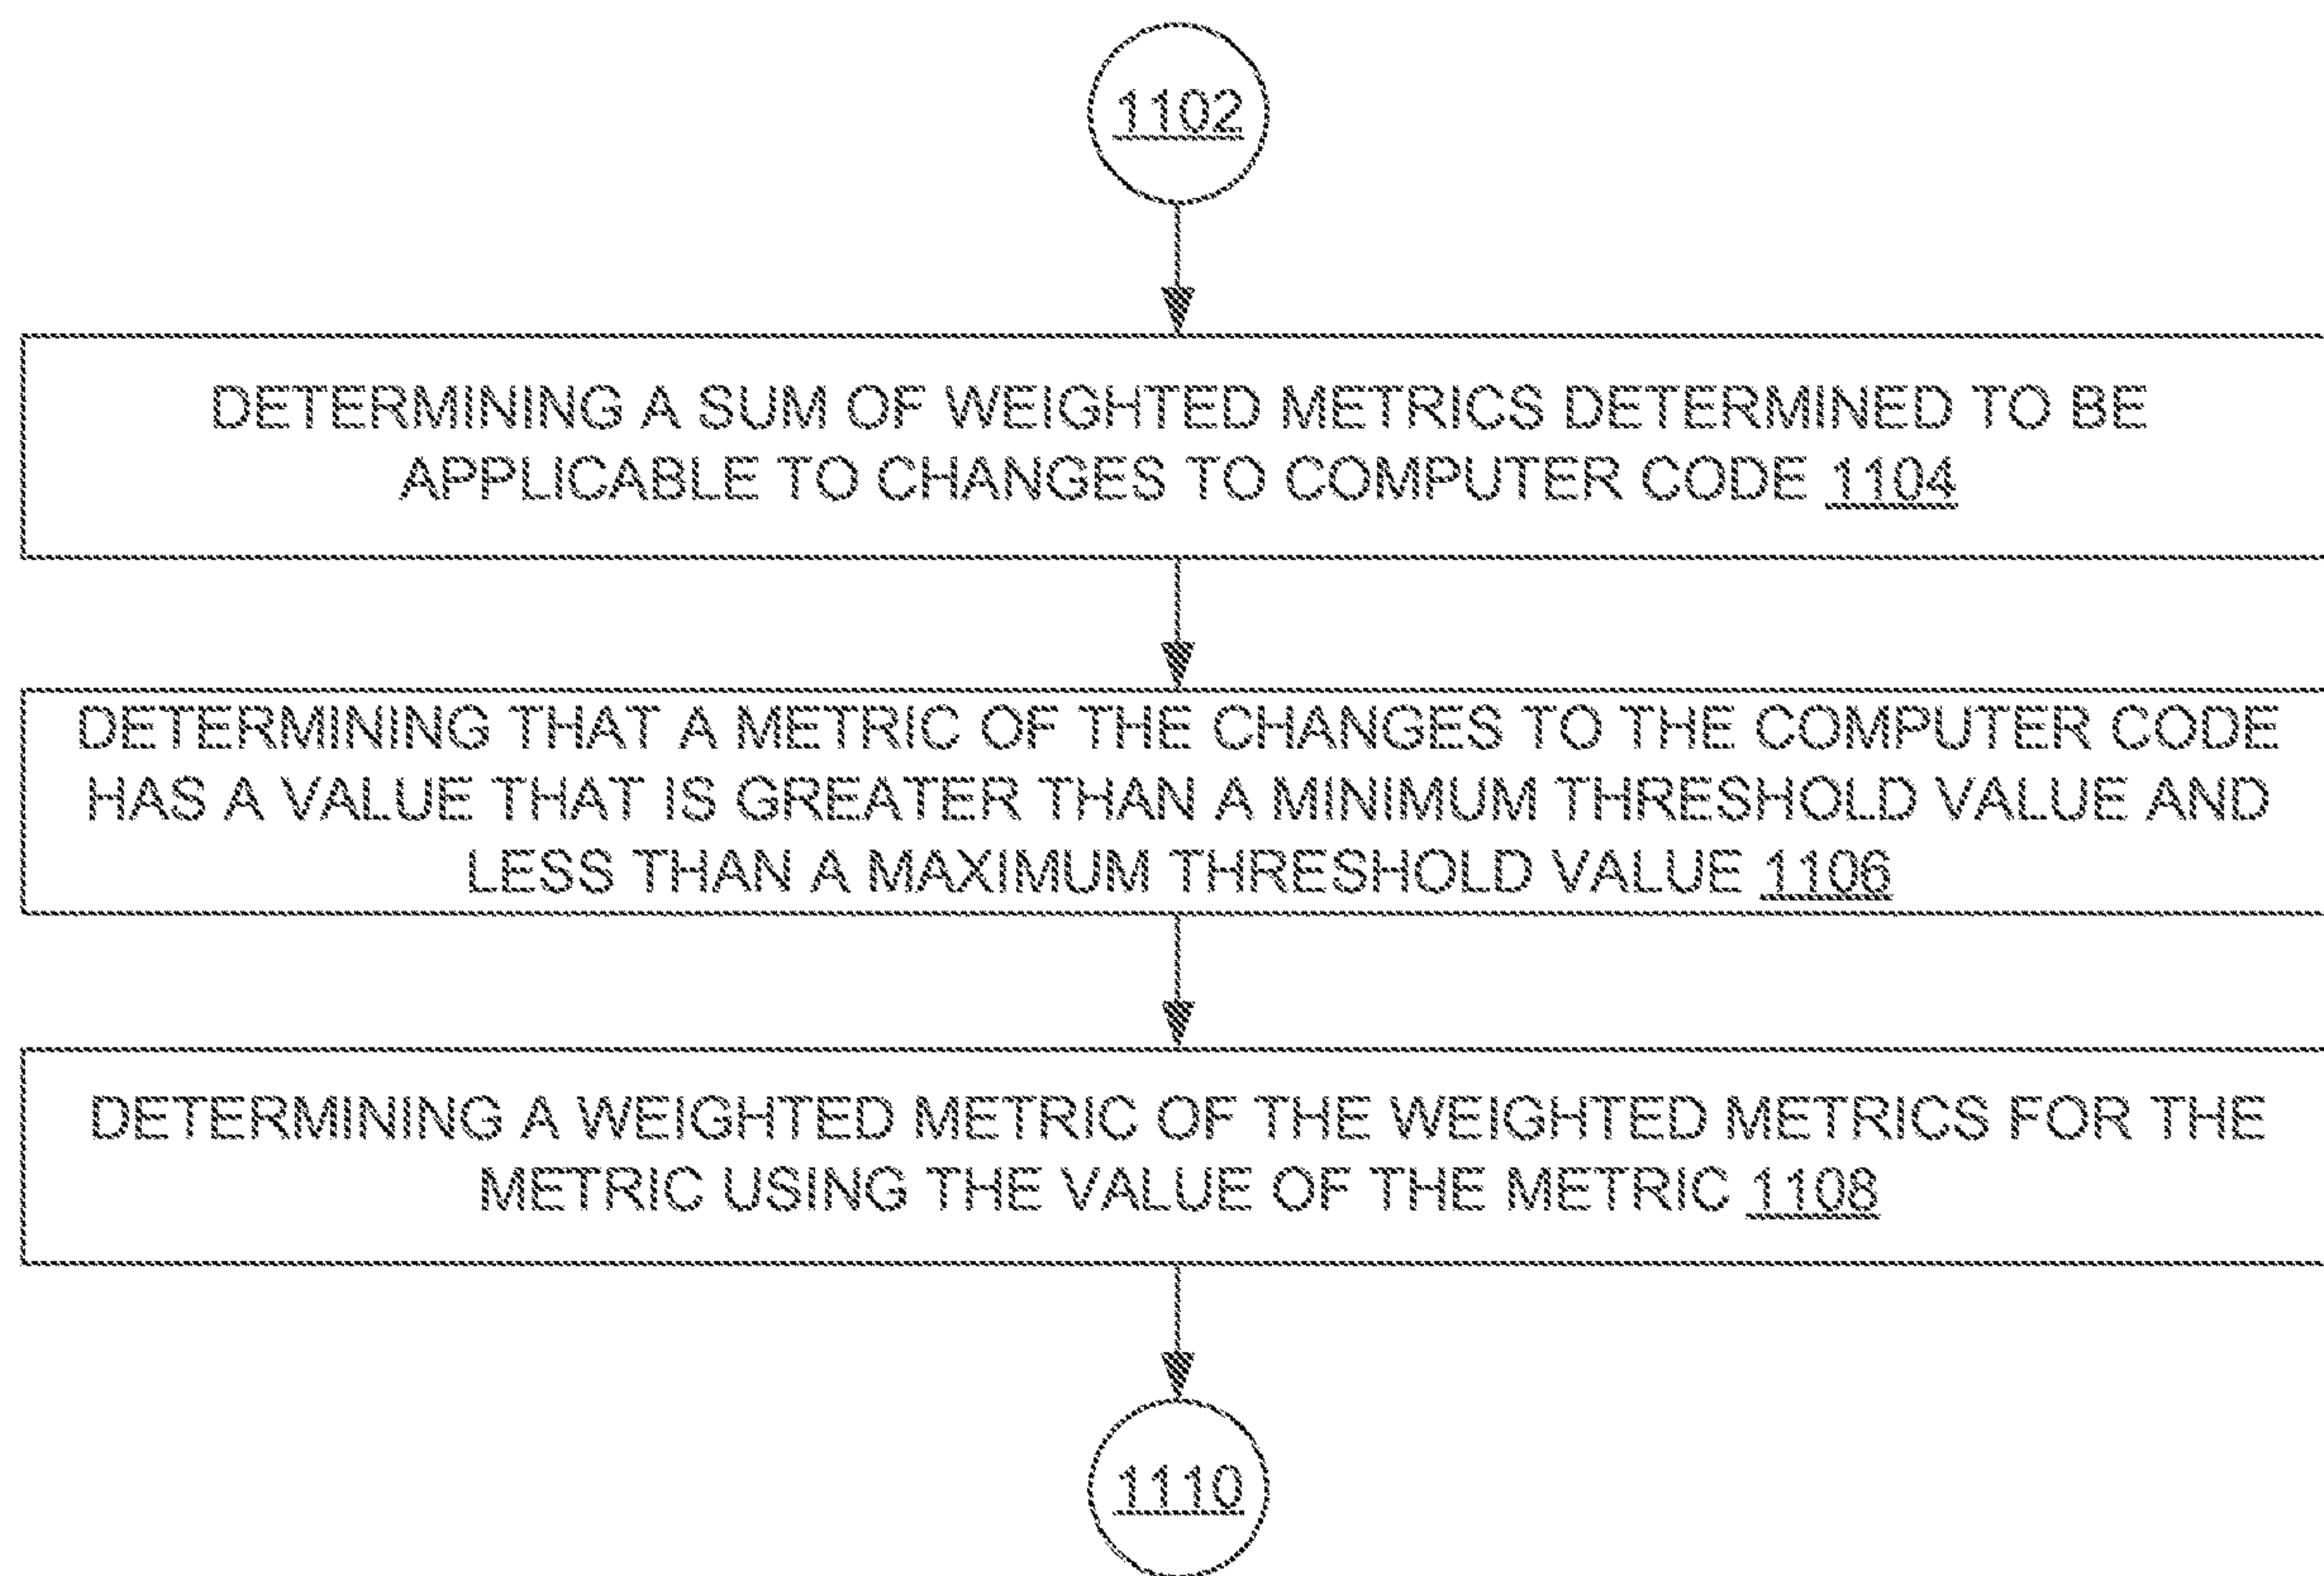 1102
DETERMINING A SUM OF WEIGHTED METRICS DETERMINED TO BE
APPLICABLE TO CHANGES TO COMPUTER CODE 1104
DETERMINING THAT A METRIC OF THE CHANGES TO THE COMPUTER CODE
HAS A VALUE THAT IS GREATER THAN A MINIMUM THRESHOLD VALUE AND
LESS THAN A MAXIMUM THRESHOLD VALUE 1106
DETERMINING A WEIGHTED METRIC OF THE WEIGHTED METRICS FOR THE
METRIC USING THE VALUE OF THE METRIC 1108
1110